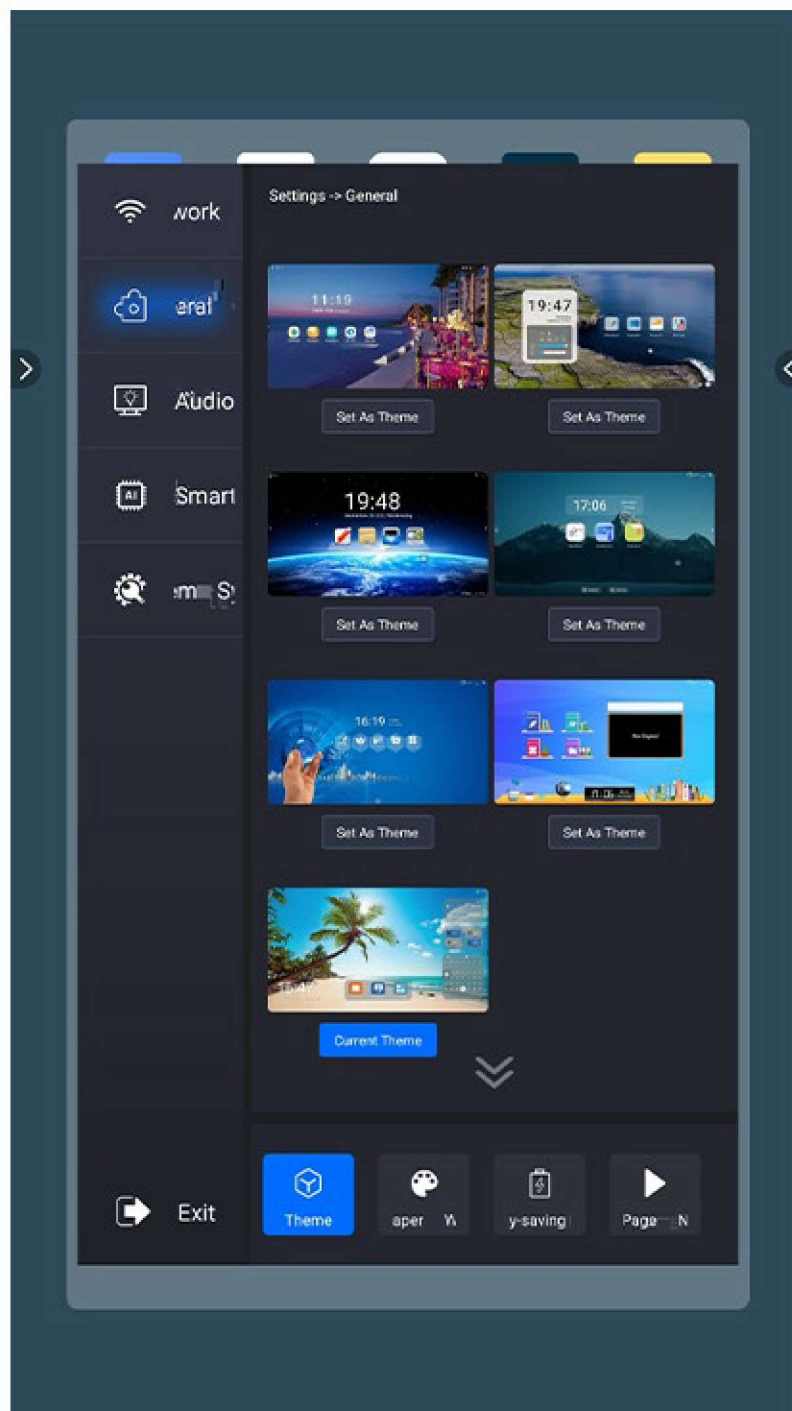 work
Settings -> General
eral
Audio
Smart
Exit
11:19
19:47
Set As Theme
Set As Theme
19:48
17:06
Set As Theme
Set As Theme
16:19
Set As Theme
Set As Theme
Current Theme
Theme
aper W
y-saving
Page N